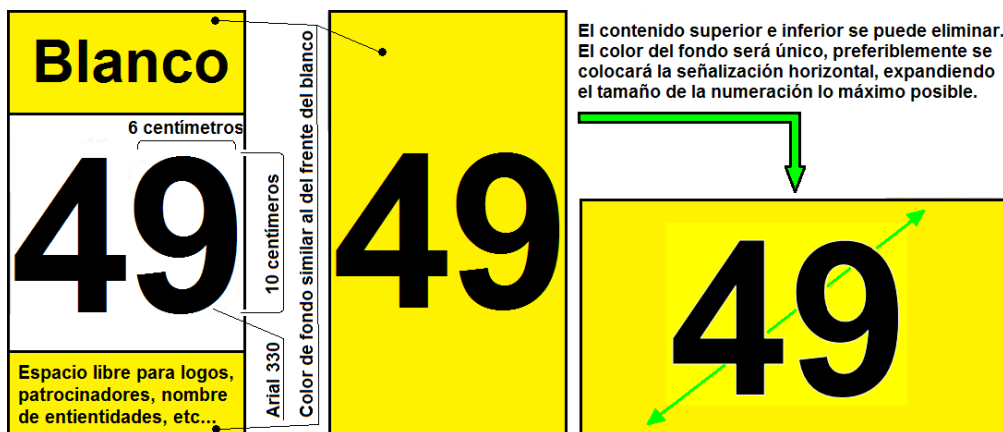 Blanco
6 centímetros
49
10 centímeros
Arial 330
Espacio libre para logos,
patrocinadores, nombre
de entientidades, etc...
Color de fondo similar al del frente del blanco
49
El contenido superior e inferior se puede eliminar.
El color del fondo será único, preferiblemente se
colocará la señalización horizontal, expandiendo
el tamaño de la numeración lo máximo posible.
49